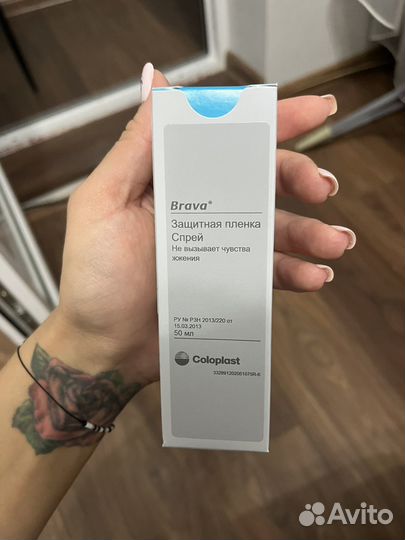 Brava®
Защитная пленка
Спрей
Не вызывает чувства
жжения
РУ № РЗН 2013/220 от
15.03.2013
50 мл
Coloplast
Avito